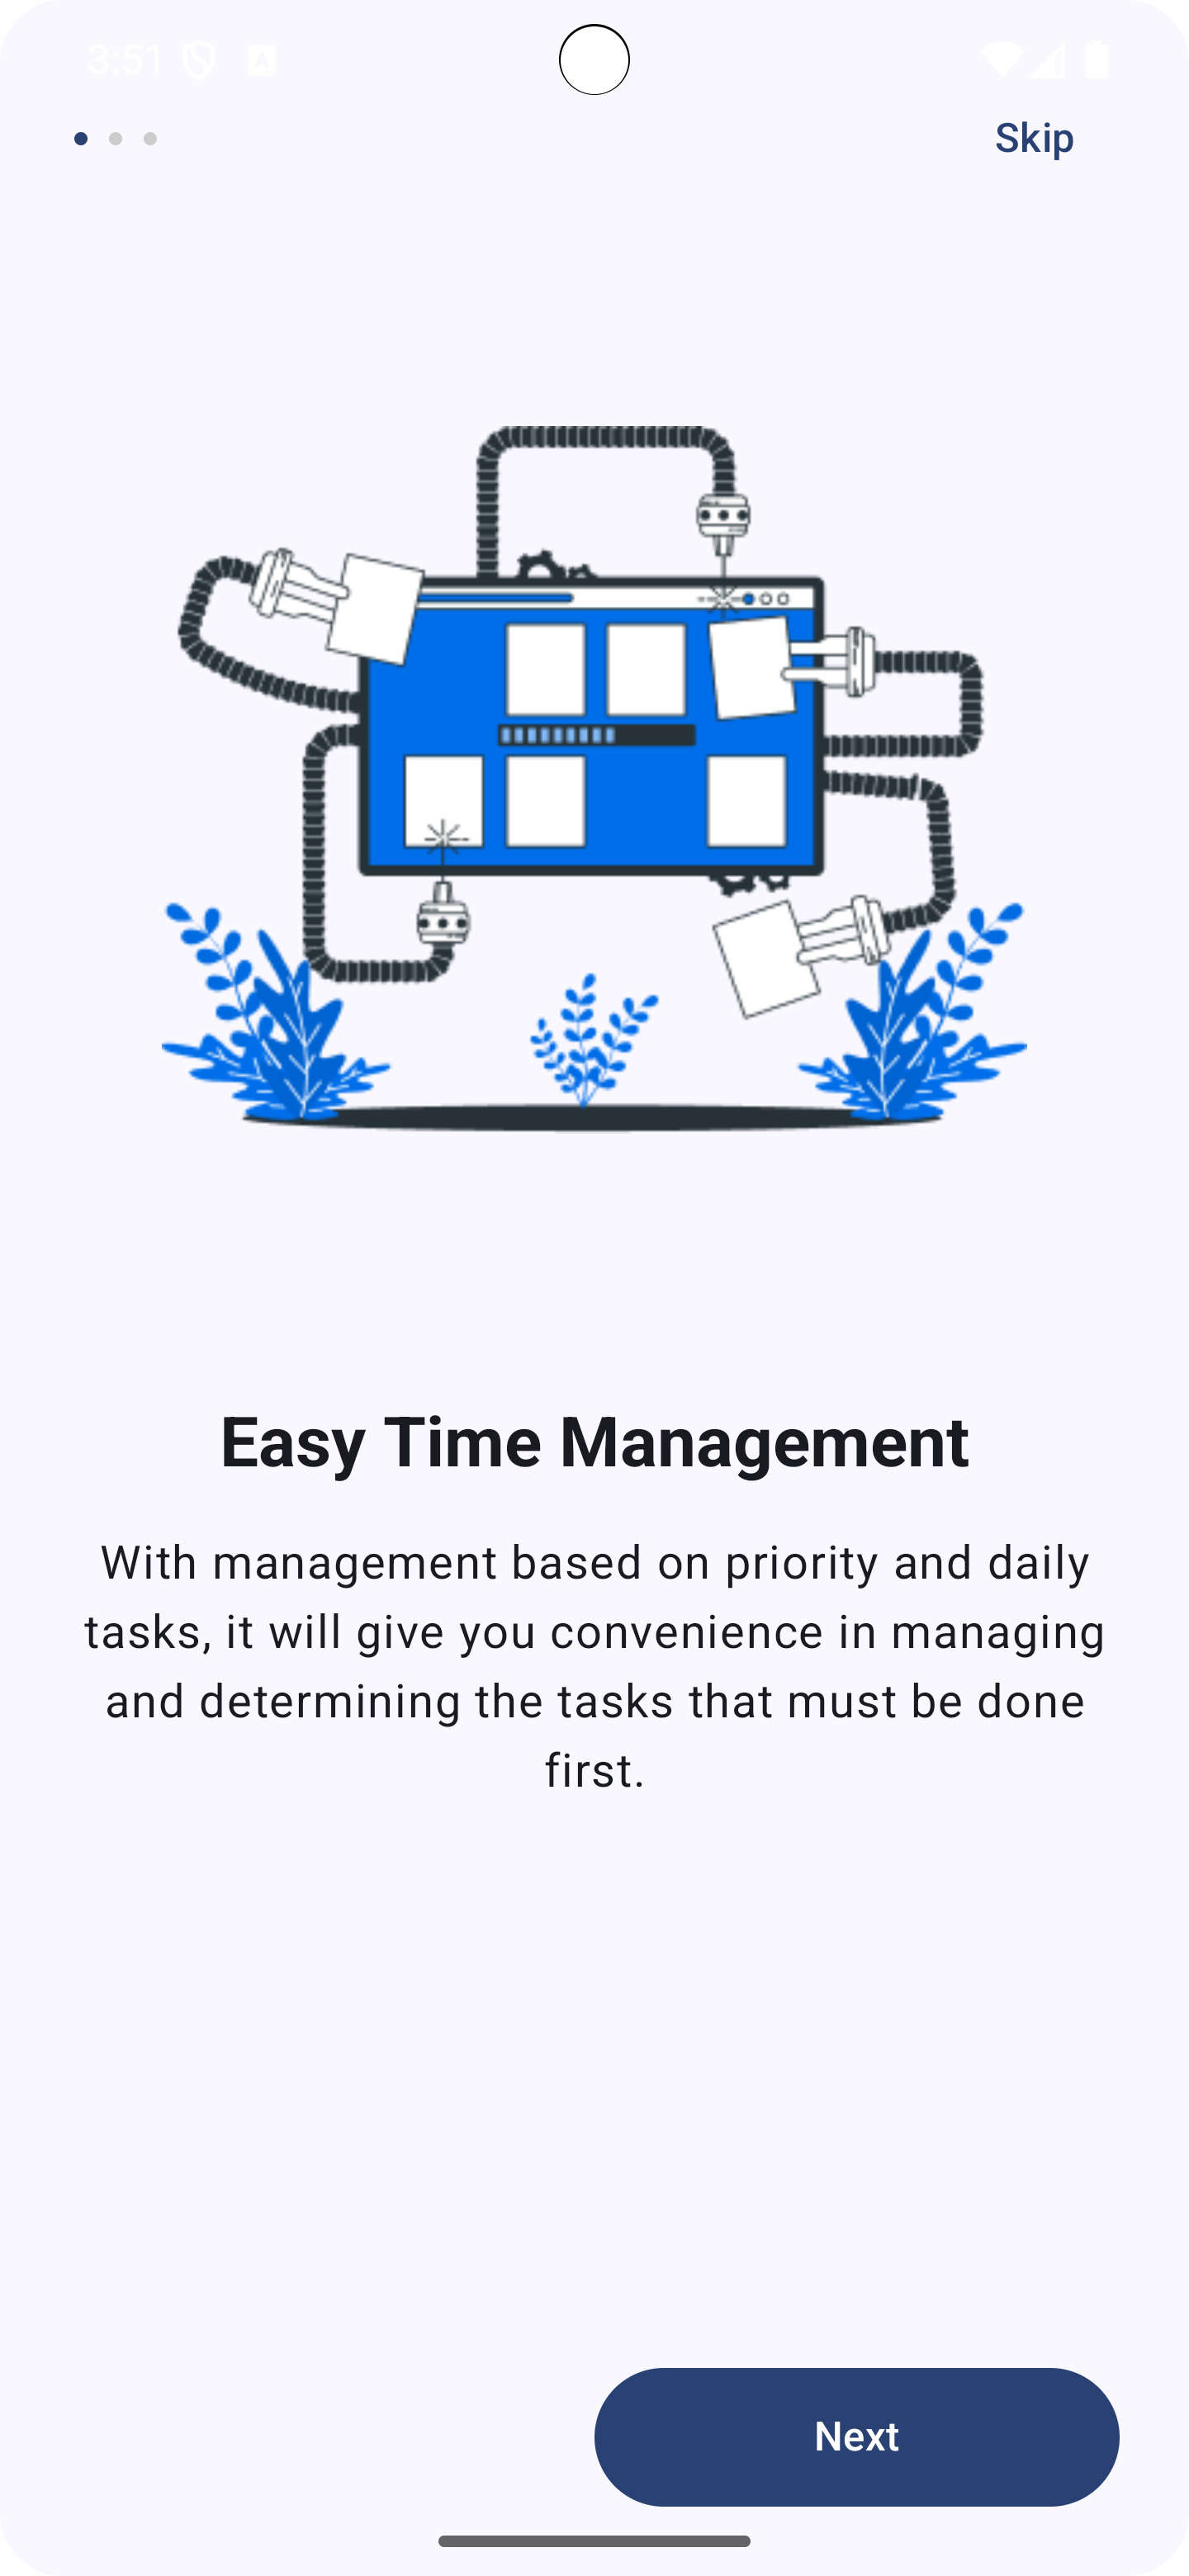 3:51
Skip
Easy Time Management
With management based on priority and daily
tasks, it will give you convenience in managing
and determining the tasks that must be done
first.
Next